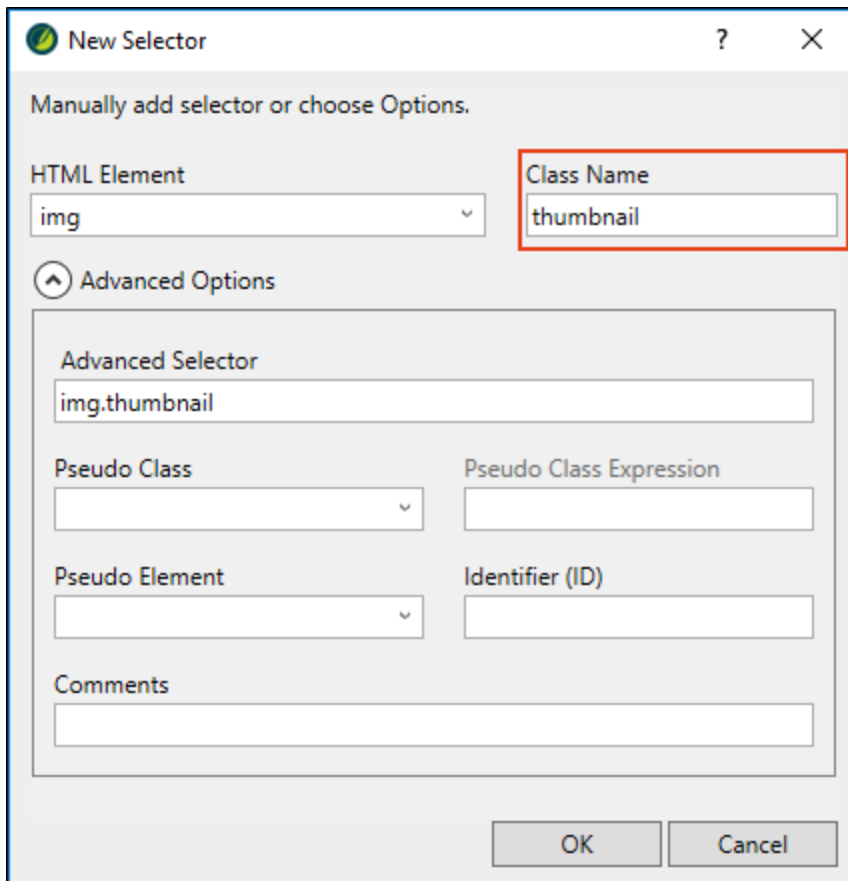 New Selector
?
Manually add selector or choose Options.
HTML Element
Class Name
img
thumbnail
Advanced Options
Advanced Selector
img.thumbnail
Pseudo Class
Pseudo Class Expression
Pseudo Element
Identifier (ID)
Comments
OK
Cancel